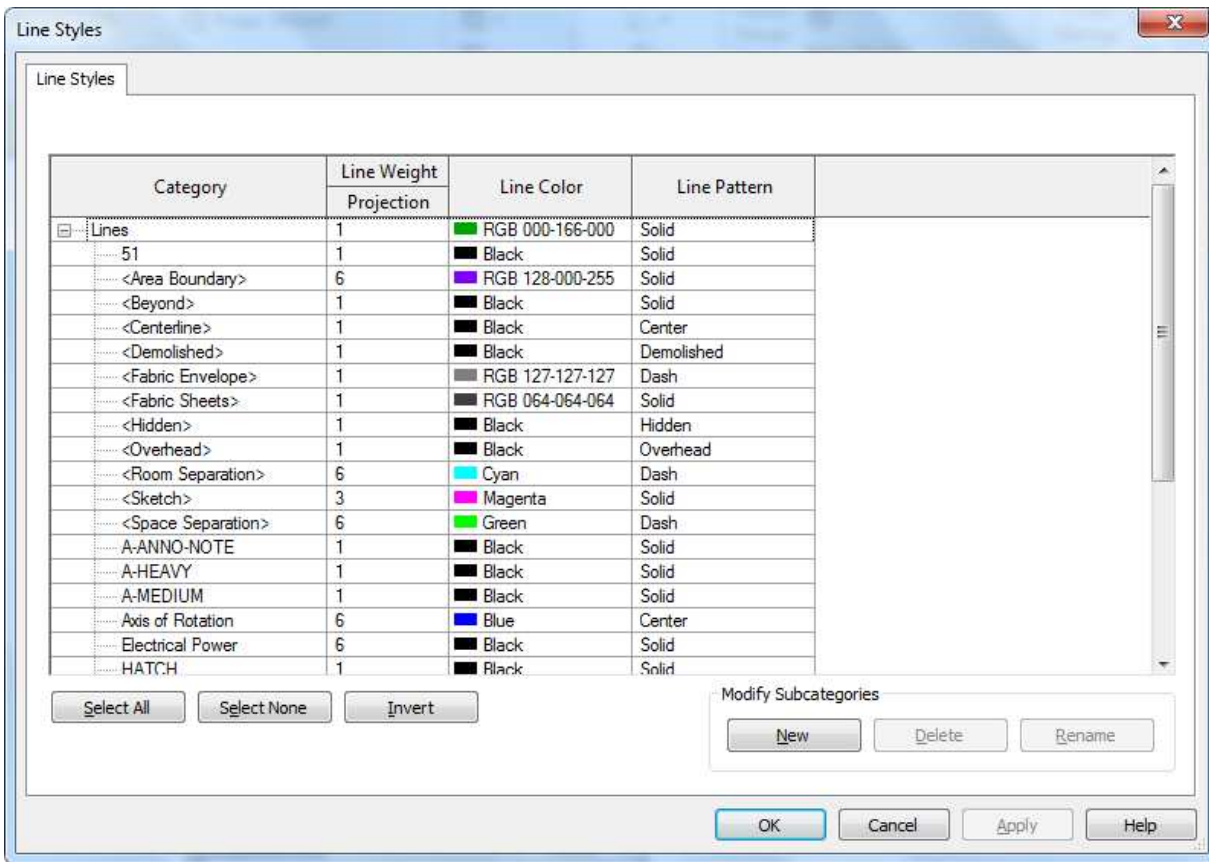 Line Styles
Line Styles
Category Line Weight Line Color Line Pattern
Projection
Lines 1 RGB 000-166-000 Solid
51 1 Black Solid
<Area Boundary> 6 RGB 128-000-255 Solid
<Beyond> 1 Black Solid
<Centerline> 1 Black Center
<Demolished> 1 Black Demolished
<Fabric Envelope> 1 RGB 127-127-127 Dash
<Fabric Sheets> 1 RGB 064-064-064 Solid
<Hidden> 1 Black Hidden
<Overhead> 1 Black Overhead
<Room Separation> 6 Cyan Dash
<Sketch> 3 Magenta Solid
<Space Separation> 6 Green Dash
A-ANNO-NOTE 1 Black Solid
A-HEAVY 1 Black Solid
A-MEDIUM 1 Black Solid
Axis of Rotation 6 Blue Center
Electrical Power 6 Black Solid
HATCH 1 Black Solid
Select All Select None Invert
Modify Subcategories
New Delete Rename
OK Cancel Apply Help